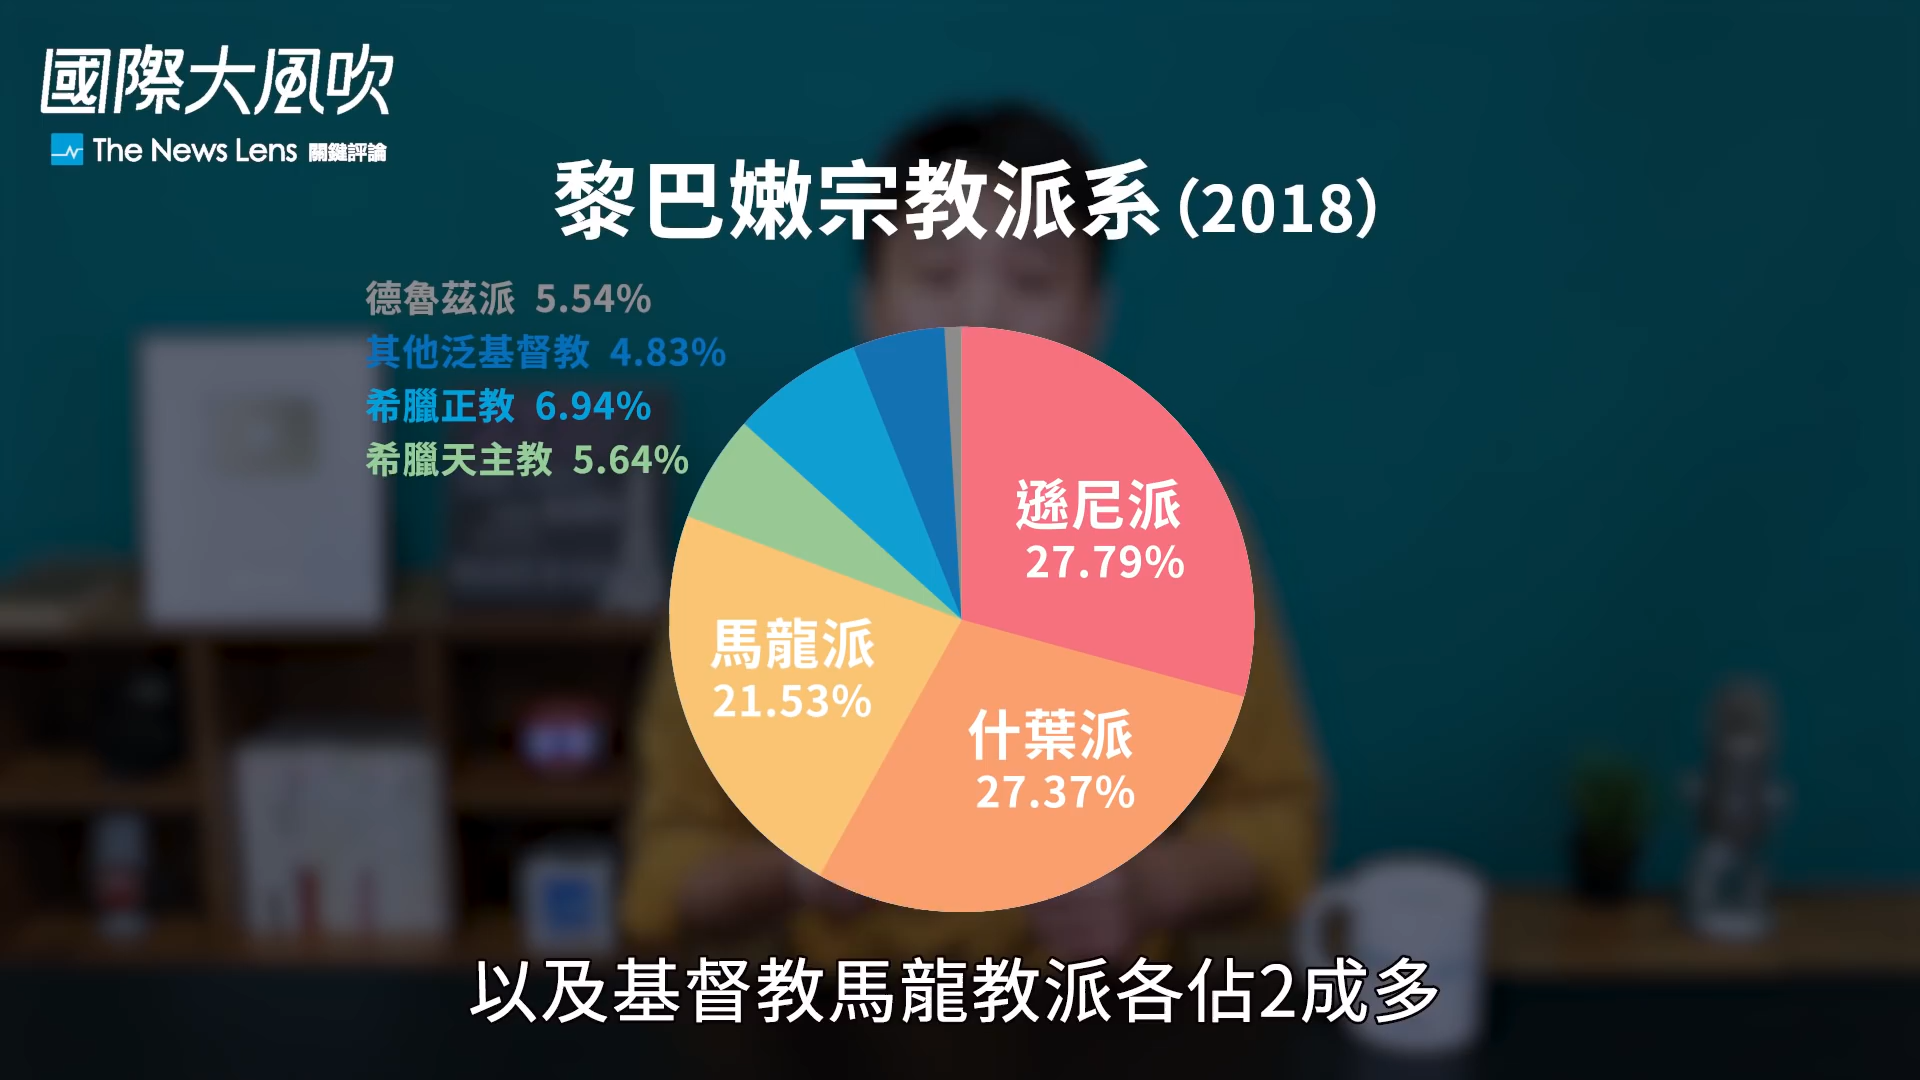 國際大風吹
The News Lens 關鍵評論
黎巴嫩宗教派系(2018)
德魯茲派 5.54%
其他泛基督教 4.83%
希臘正教 6.94%
希臘天主教 5.64%
遜尼派
27.79%
馬龍派
21.53%
什葉派
27.37%
以及基督教馬龍教派各佔2成多